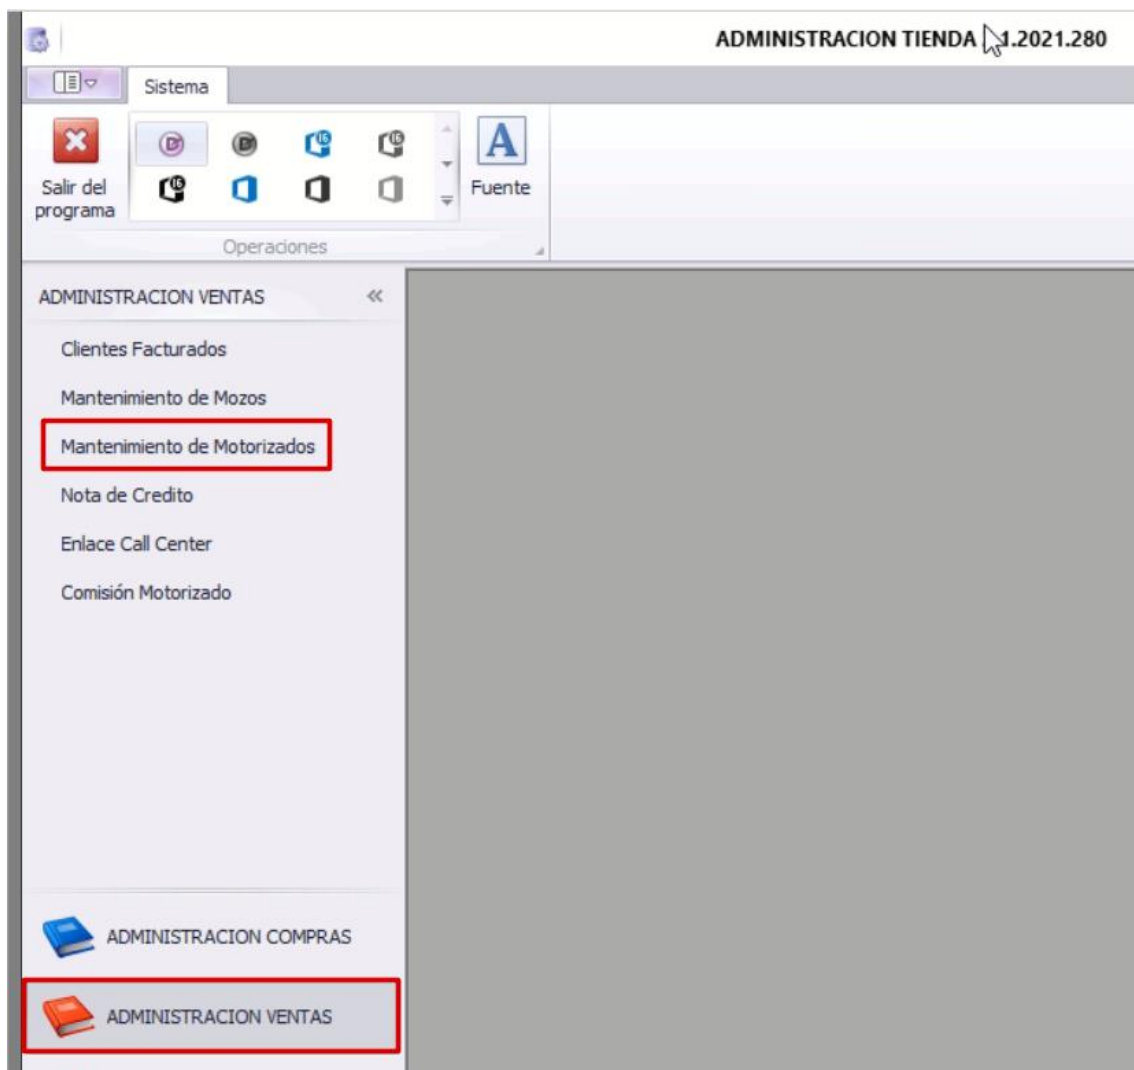 ADMINISTRACION TIENDA 1.2021.280
Sistema
Salir del
programa
Fuente
Operaciones
ADMINISTRACION VENTAS
Clientes Facturados
Mantenimiento de Mozos
Mantenimiento de Motorizados
Nota de Credito
Enlace Call Center
Comisión Motorizado
ADMINISTRACION COMPRAS
ADMINISTRACION VENTAS